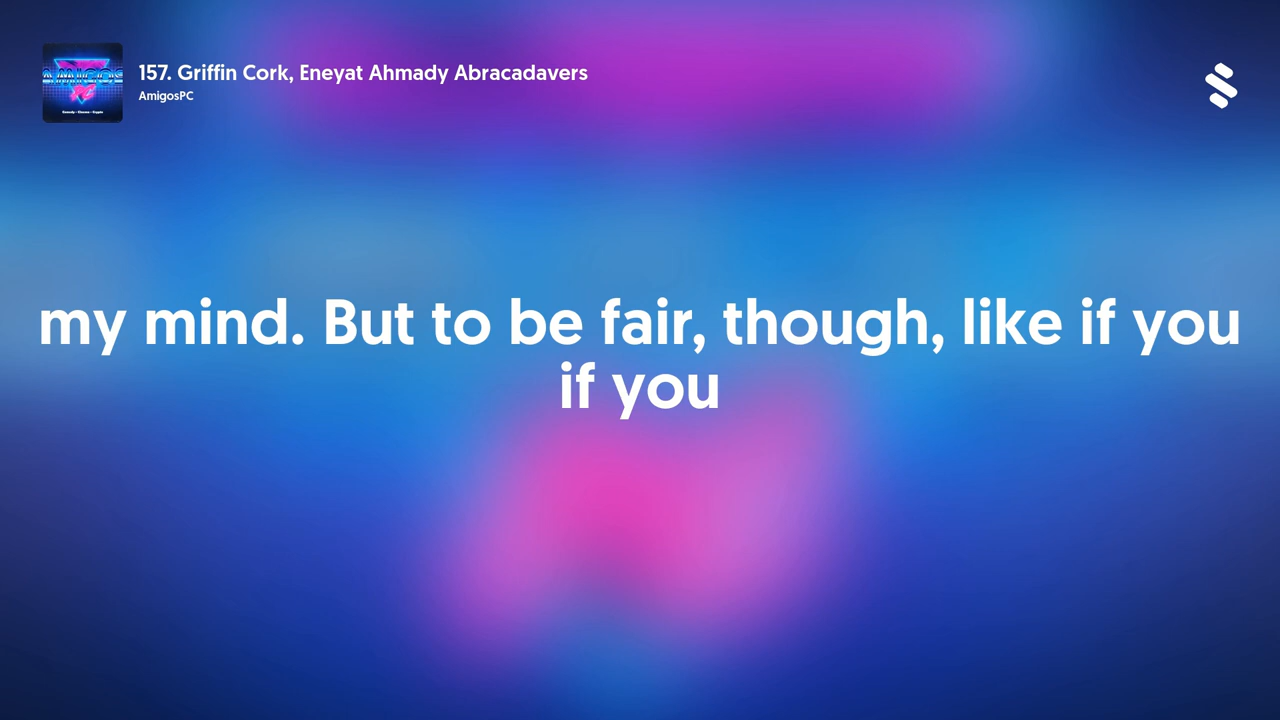 157. Griffin Cork, Eneyat Ahmady Abracadavers
AmigosPC
my mind. But to be fair, though, like if you
if you